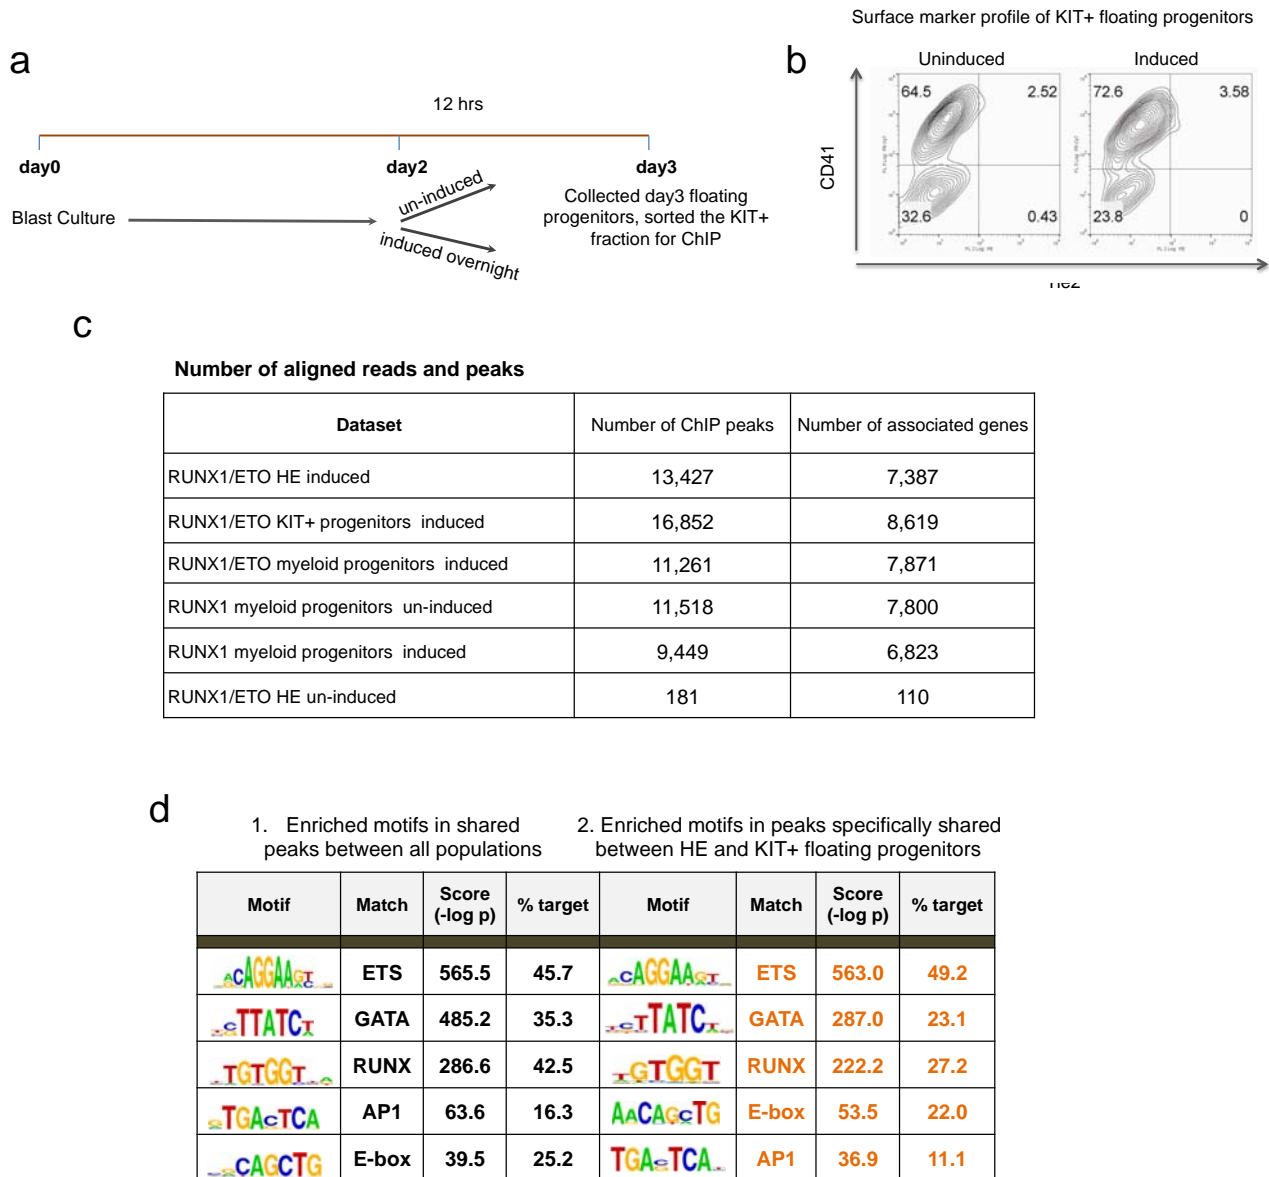 Surface marker profile of KIT+ floating progenitors
a
b
Uninduced
Induced
12 hrs
64.5
2.52
72.6
3.58
day0
day2
day3
CD41
Blast Culture
un-induced
induced overnight
Collected day3 floating
progenitors, sorted the KIT+
fraction for ChIP
32.6
0.43
23.8
0
c
Number of aligned reads and peaks
Dataset Number of ChIP peaks Number of associated genes
RUNX1/ETO HE induced 13,427 7,387
RUNX1/ETO KIT+ progenitors induced 16,852 8,619
RUNX1/ETO myeloid progenitors induced 11,261 7,871
RUNX1 myeloid progenitors un-induced 11,518 7,800
RUNX1 myeloid progenitors induced 9,449 6,823
RUNX1/ETO HE un-induced 181 110
d
1. Enriched motifs in shared
peaks between all populations
2. Enriched motifs in peaks specifically shared
between HE and KIT+ floating progenitors
Motif Match Score (-log p) % target Motif Match Score (-log p) % target
ETS 565.5 45.7 ETS 563.0 49.2
GATA 485.2 35.3 GATA 287.0 23.1
RUNX 286.6 42.5 RUNX 222.2 27.2
AP1 63.6 16.3 E-box 53.5 22.0
E-box 39.5 25.2 AP1 36.9 11.1